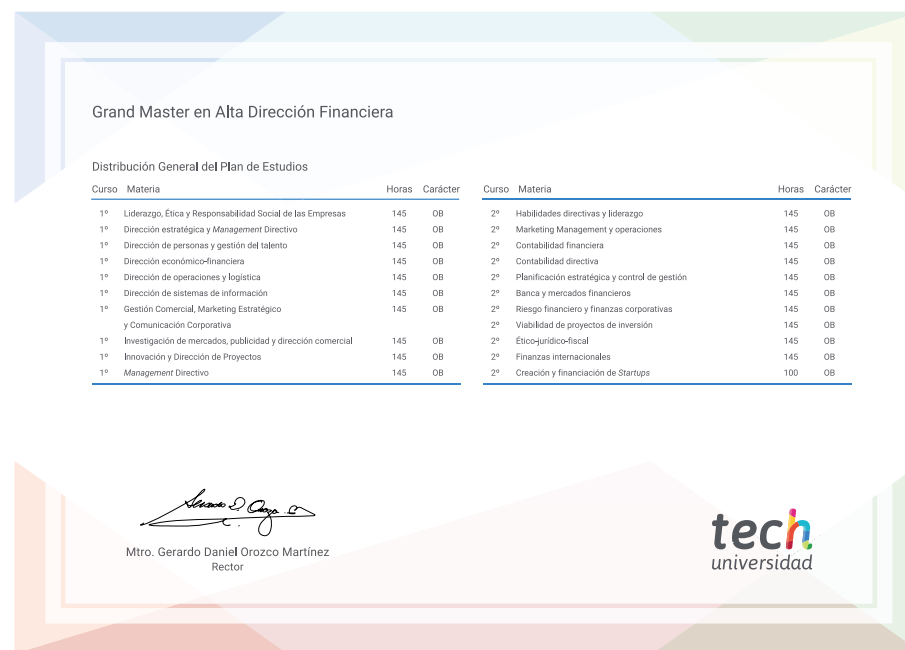 Grand Master en Alta Dirección Financiera
Distribución General del Plan de Estudios
Curso Materia Horas Carácter
1º Liderazgo, Ética y Responsabilidad Social de las Empresas 145 OB
1º Dirección estratégica y Management Directivo 145 OB
1º Dirección de personas y gestión del talento 145 OB
1º Dirección económico-financiera 145 OB
1º Dirección de operaciones y logística 145 OB
1º Dirección de sistemas de información 145 OB
1º Gestión Comercial, Marketing Estratégico 145 OB
y Comunicación Corporativa
1º Investigación de mercados, publicidad y dirección comercial 145 OB
1º Innovación y Dirección de Proyectos 145 OB
1º Management Directivo 145 OB
Curso Materia Horas Carácter
2º Habilidades directivas y liderazgo 145 OB
2º Marketing Management y operaciones 145 OB
2º Contabilidad financiera 145 OB
2º Contabilidad directiva 145 OB
2º Planificación estratégica y control de gestión 145 OB
2º Banca y mercados financieros 145 OB
2º Riesgo financiero y finanzas corporativas 145 OB
2º Viabilidad de proyectos de inversión 145 OB
2º Ético-jurídico-fiscal 145 OB
2º Finanzas internacionales 145 OB
2º Creación y financiación de Startups 100 OB
Mtro. Gerardo Daniel Orozco Martínez
Rector
tech
universidad